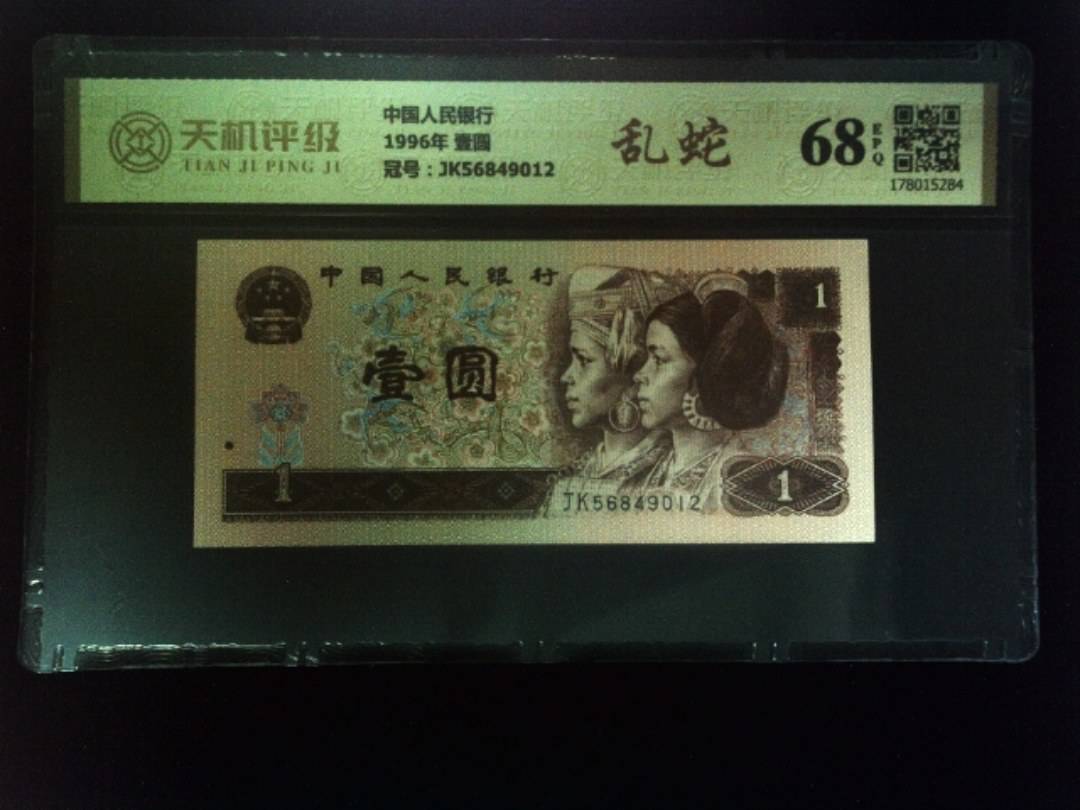 天机评级
TIAN JI PING JI
中国人民银行
1996年 壹圆
冠号：JK56849012
乱蛇
68
EPQ
178015284
中国人民银行
1
壹圆
1
JK56849012
1